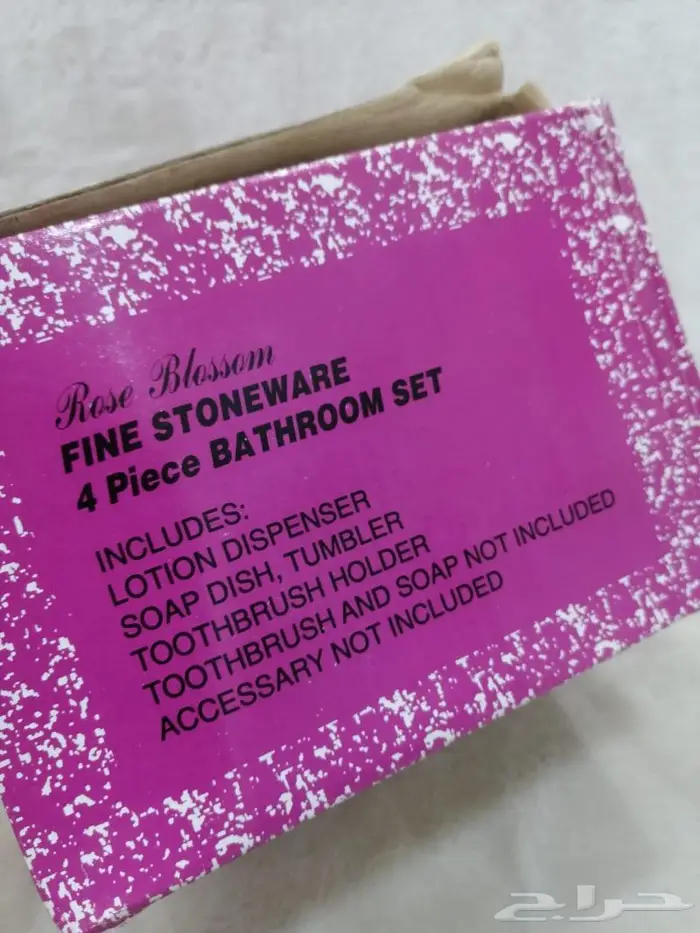 Rose Blossom
FINE STONEWARE
4 Piece BATHROOM SET
INCLUDES:
LOTION DISPENSER
SOAP DISH, TUMBLER
TOOTHBRUSH HOLDER
TOOTHBRUSH AND SOAP NOT INCLUDED
ACCESSARY NOT INCLUDED
حراج